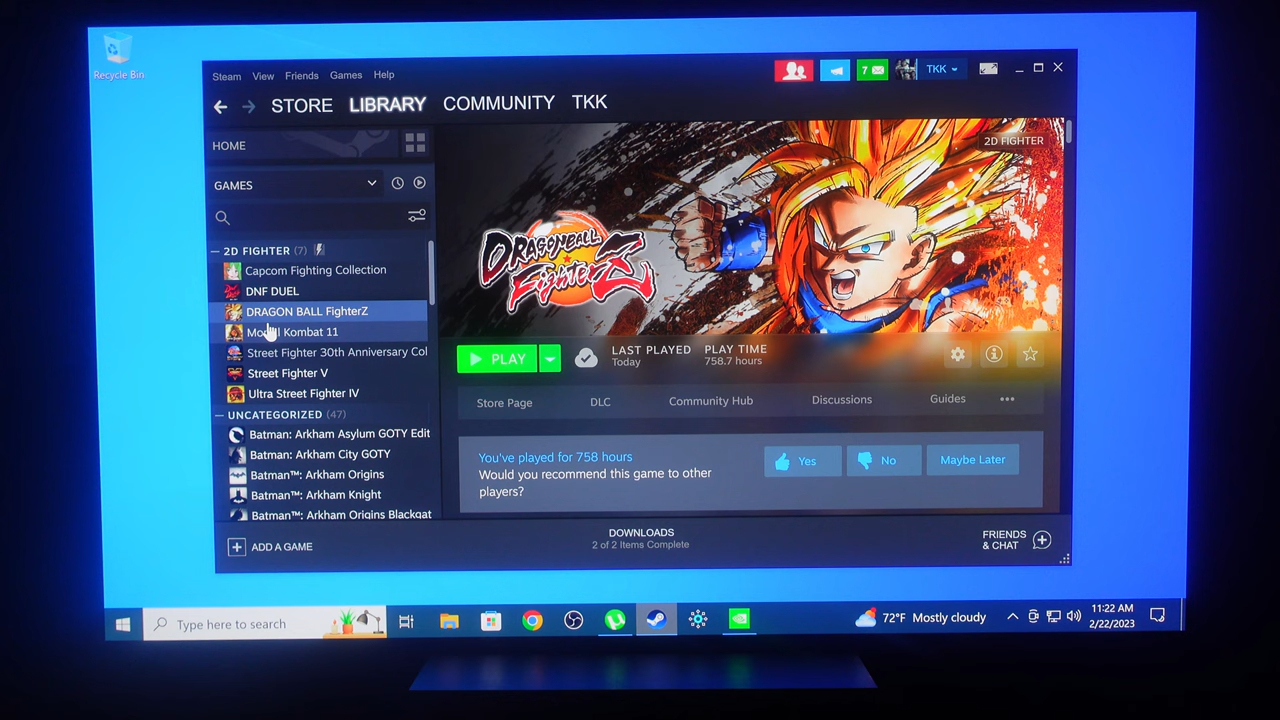 Recycle Bin
Steam View Friends Games Help
7
TKK
STORE LIBRARY COMMUNITY TKK
HOME
GAMES
2D FIGHTER (7)
Capcom Fighting Collection
DNF DUEL
DRAGON BALL FighterZ
Kombat 11
Street Fighter 30th Anniversary Col
Street Fighter V
Ultra Street Fighter IV
UNCATEGORIZED (47)
Batman: Arkham Asylum GOTY Edit
Batman: Arkham City GOTY
Batman™: Arkham Origins
Batman™: Arkham Knight
Batman™: Arkham Origins Blackgat
ADD A GAME
2D FIGHTER
DRAGONBALL
FighterZ
PLAY
LAST PLAYED
Today
PLAY TIME
758.7 hours
Store Page DLC Community Hub Discussions Guides
You've played for 758 hours
Would you recommend this game to other
players?
Yes No Maybe Later
DOWNLOADS
2 of 2 Items Complete
FRIENDS
& CHAT
Type here to search
72°F Mostly cloudy
11:22 AM
2/22/2023